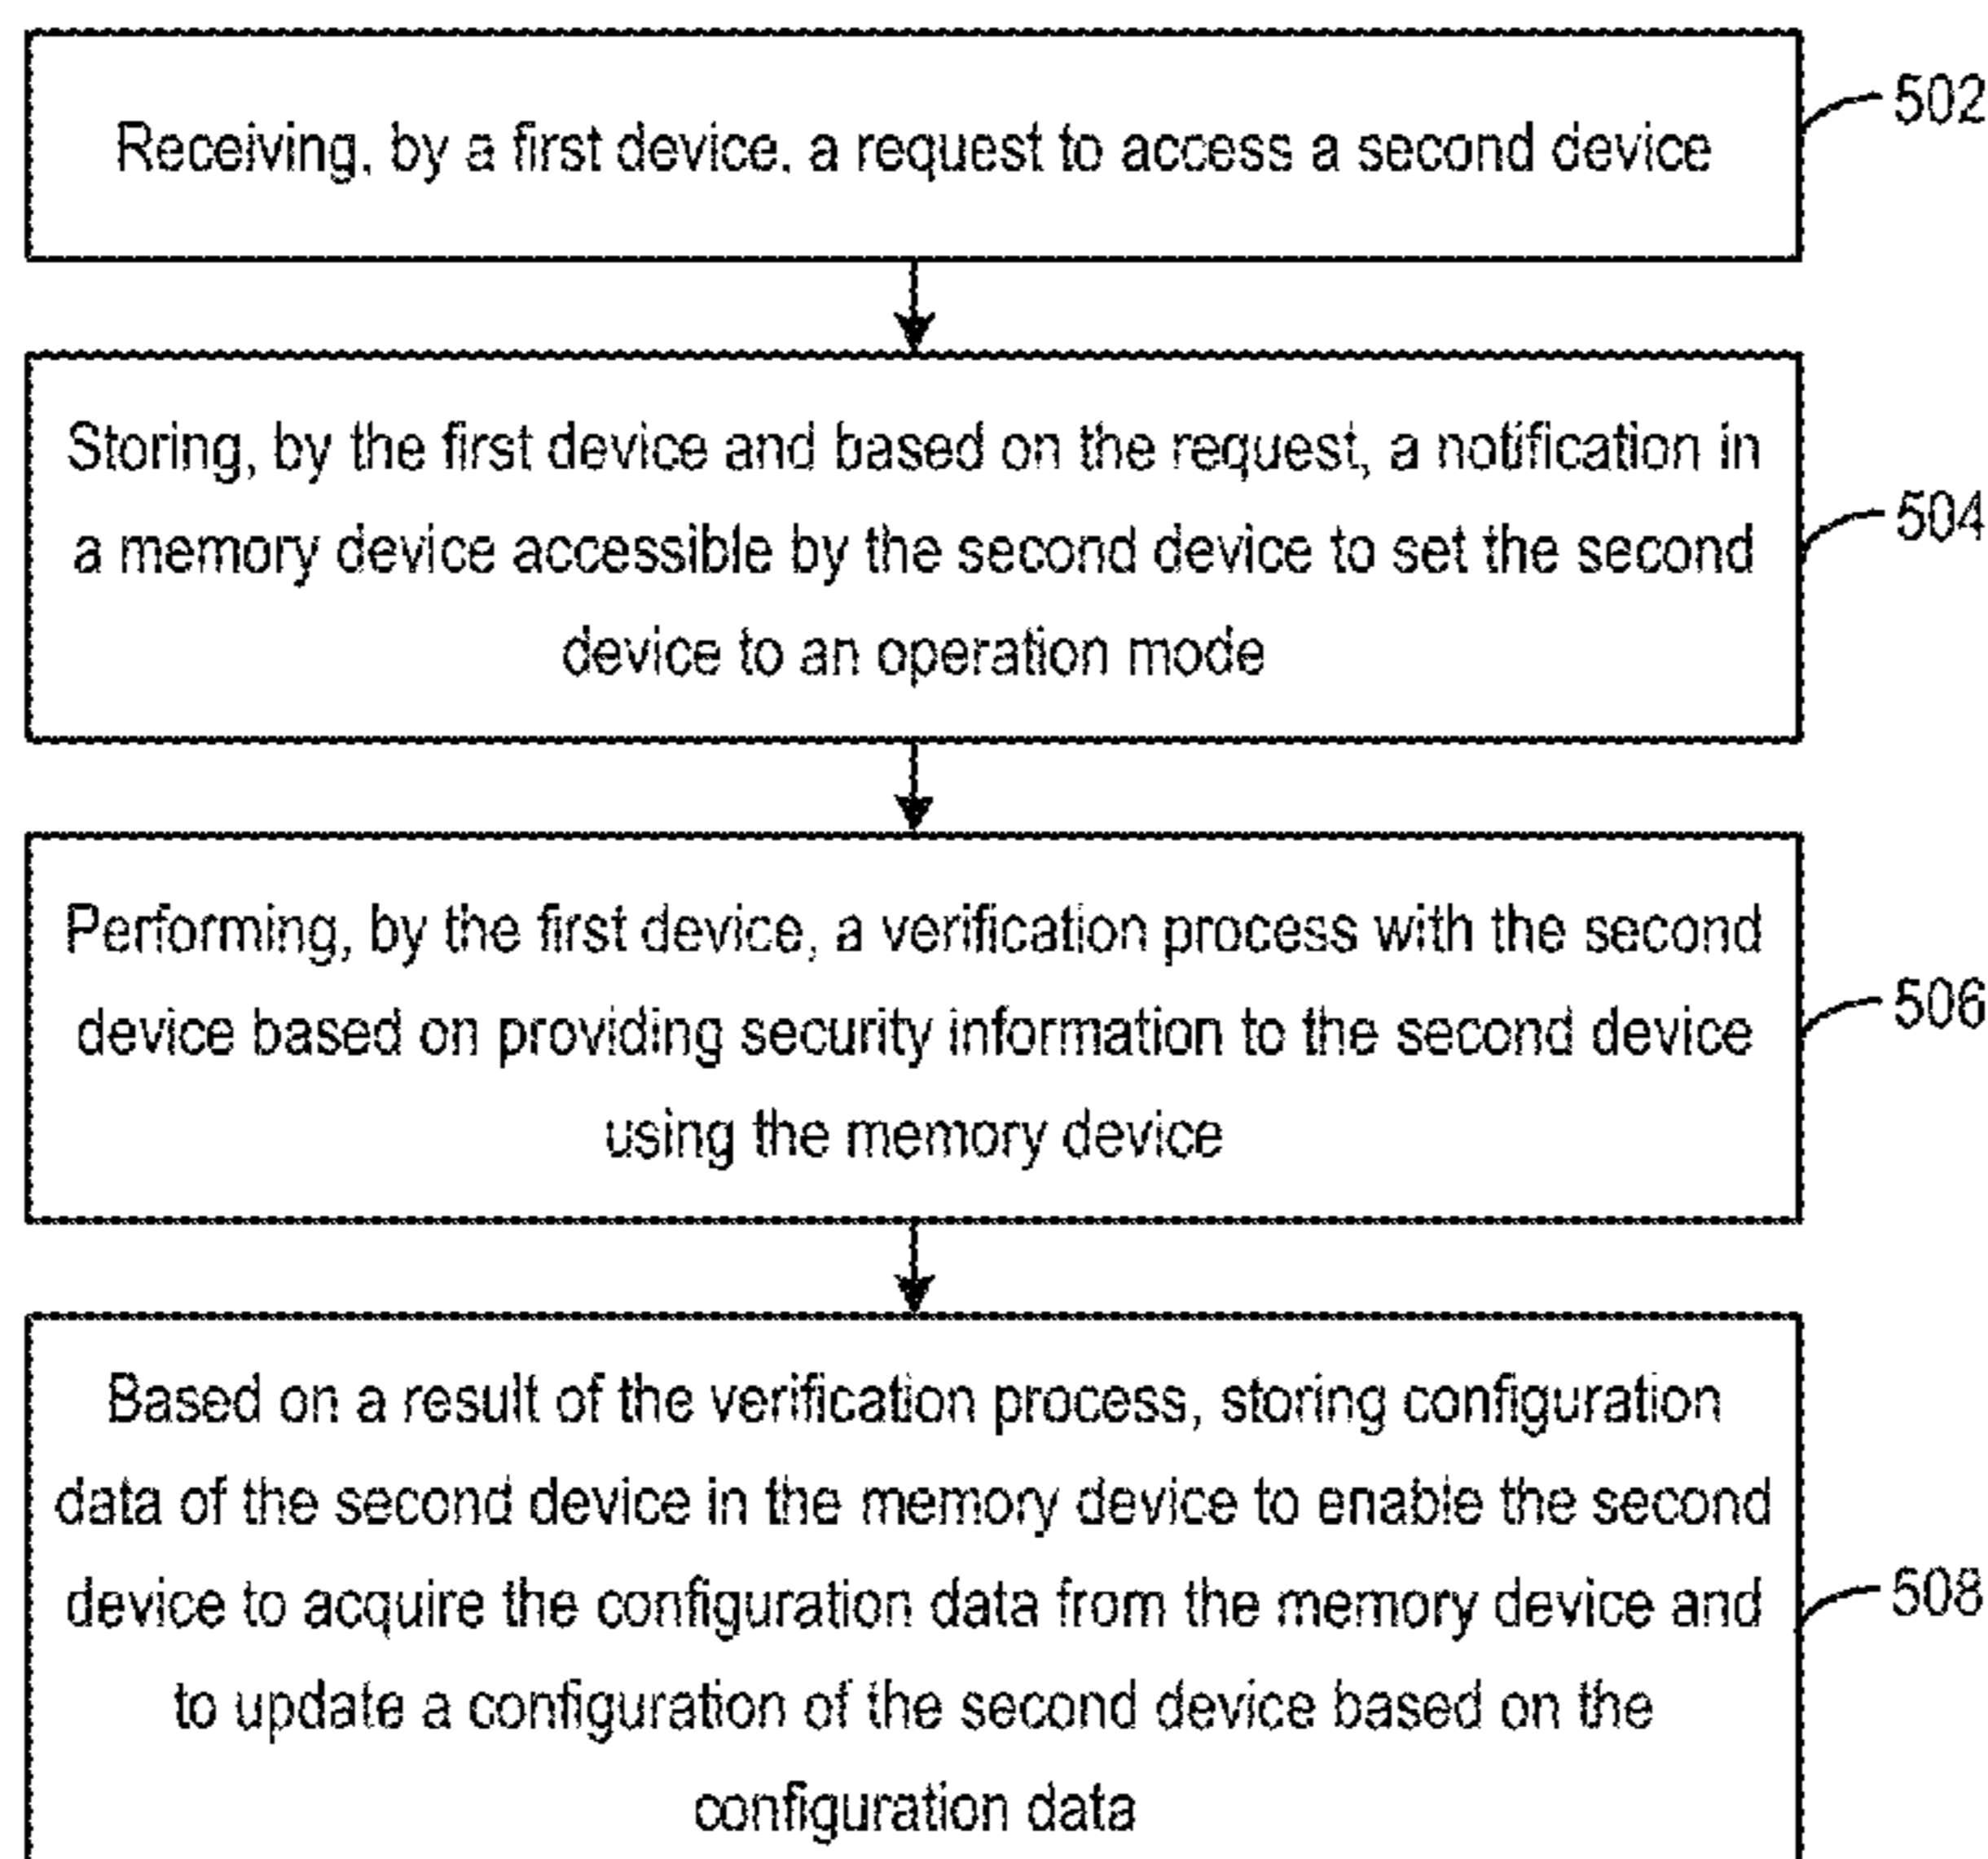 Receiving, by a first device, a request to access a second device
502
Storing, by the first device and based on the request, a notification in
a memory device accessible by the second device to set the second
device to an operation mode
504
Performing, by the first device, a verification process with the second
device based on providing security information to the second device
using the memory device
506
Based on a result of the verification process, storing configuration
data of the second device in the memory device to enable the second
device to acquire the configuration data from the memory device and
to update a configuration of the second device based on the
configuration data
508